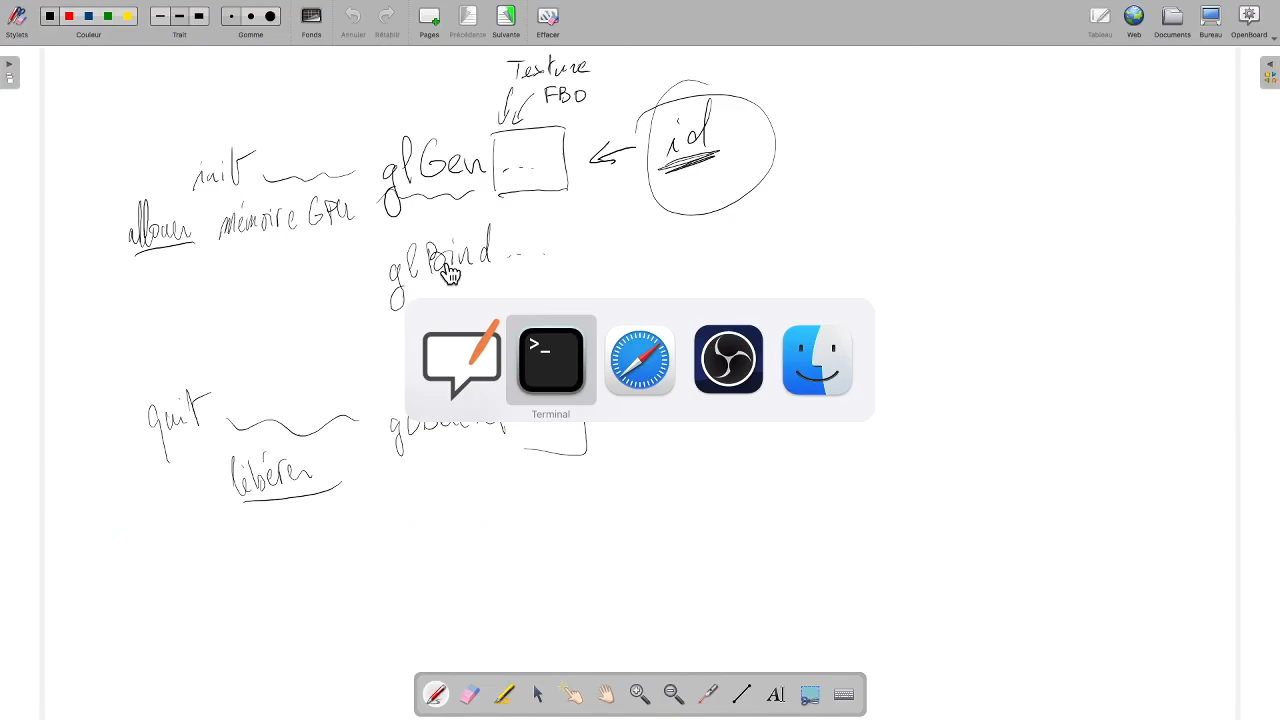 Stylets Couleur Trait Gomme Fonds Annuler Rétablir Pages Précédente Suivante Effacer Tableau Web Documents Bureau OpenBoard
Texture
FBO
init glGen ... id
allouer mémoire GPU
glBind ....
>_
Terminal
quit
libérer
AI